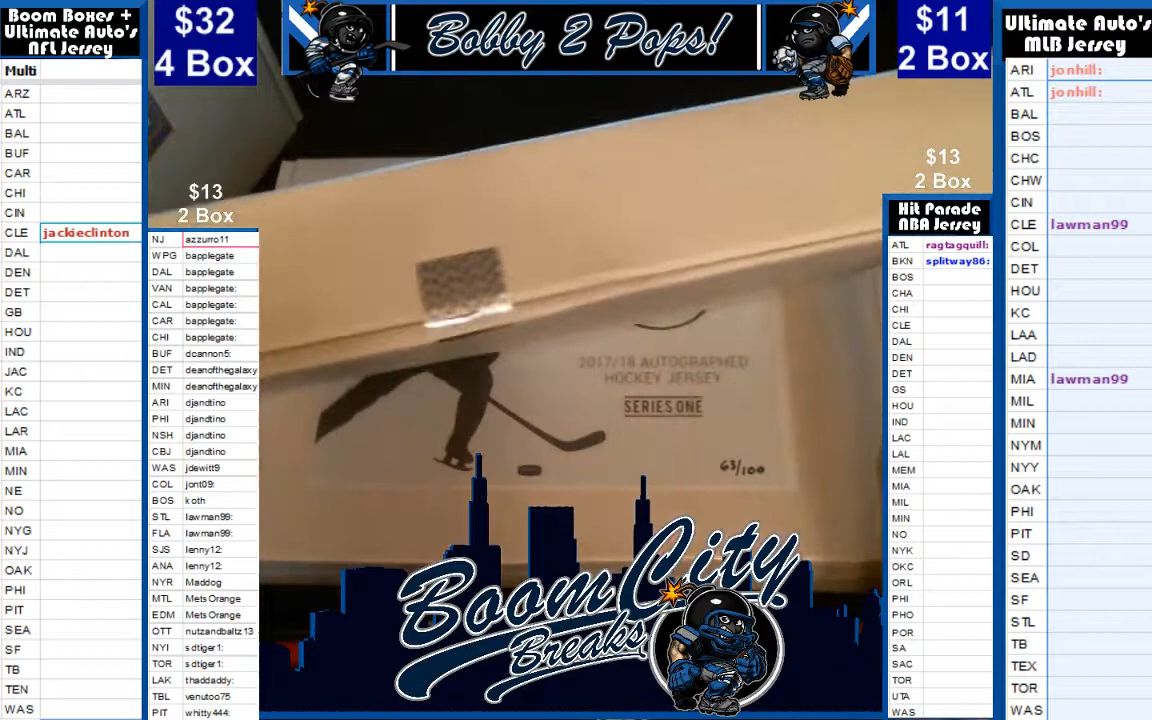 Boom Boxes +
Ultimate Auto's
NFL Jersey
Multi
ARZ
ATL
BAL
BUF
CAR
CHI
CIN
CLE jackieclinton
DAL
DEN
DET
GB
HOU
IND
JAC
KC
LAC
LAR
MIA
MIN
NE
NO
NYG
NYJ
OAK
PHI
PIT
SEA
SF
TB
TEN
WAS
$32
4 Box
$13
2 Box
NJ azzurro11
WPG bapplegate
DAL bapplegate
VAN bapplegate:
CAL bapplegate:
CAR bapplegate:
CHI bapplegate:
BUF dcannon5:
DET deanofthegalaxy
MIN deanofthegalaxy
ARI djandtino
PHI djandtino
NSH djandtino
CBJ djandtino
WAS jdewitt9
COL jont09:
BOS koth
STL lawman99:
FLA lawman99:
SJS lenny12:
ANA lenny12:
NYR Maddog
MTL MetsOrange
EDM MetsOrange
OTT nutzandbaltz13
NYI sdtiger1:
TOR sdtiger1:
LAK thaddaddy:
TBL venutoo75
PIT whitty444:
Bobby 2 Pops!
2017/18 AUTOGRAPHED
HOCKEY JERSEY
SERIES ONE
63/100
Boom City
Breaks
$11
2 Box
$13
2 Box
Hit Parade
NBA Jersey
ATL ragtagquill:
BKN splitway86:
BOS
CHA
CHI
CLE
DAL
DEN
DET
GS
HOU
IND
LAC
LAL
MEM
MIA
MIL
MIN
NO
NYK
OKC
ORL
PHI
PHO
POR
SA
SAC
TOR
UTA
WAS
Ultimate Auto's
MLB Jersey
ARI jonhill:
ATL jonhill:
BAL
BOS
CHC
CHW
CIN
CLE lawman99
COL
DET
HOU
KC
LAA
LAD
MIA lawman99
MIL
MIN
NYM
NYY
OAK
PHI
PIT
SD
SEA
SF
STL
TB
TEX
TOR
WAS